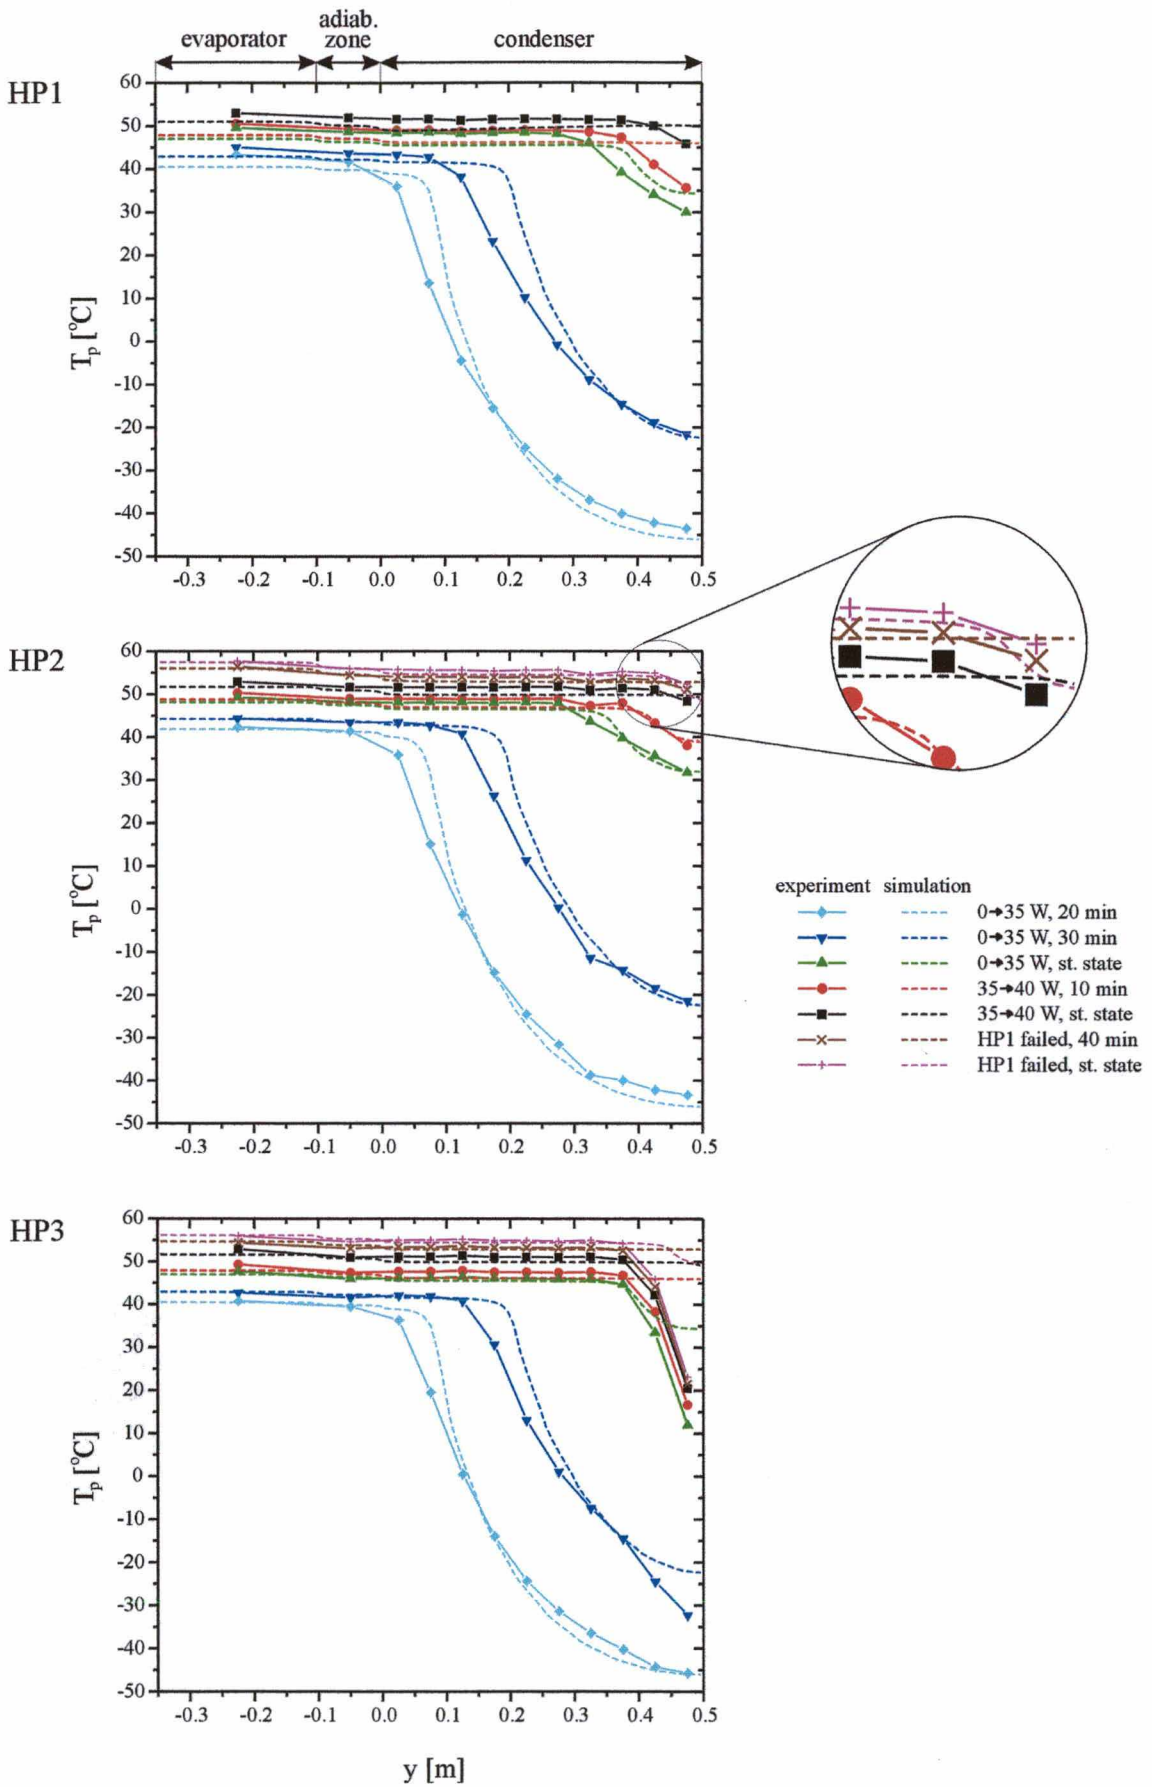 adiab.
evaporator zone condenser
HP1
60
50
40
30
20
10
0
-10
-20
-30
-40
-50
Tp [°C]
-0.3 -0.2 -0.1 0.0 0.1 0.2 0.3 0.4 0.5
HP2
60
50
40
30
20
10
0
-10
-20
-30
-40
-50
Tp [°C]
-0.3 -0.2 -0.1 0.0 0.1 0.2 0.3 0.4 0.5
experiment simulation
0→35 W, 20 min
0→35 W, 30 min
0→35 W, st. state
35→40 W, 10 min
35→40 W, st. state
HP1 failed, 40 min
HP1 failed, st. state
HP3
60
50
40
30
20
10
0
-10
-20
-30
-40
-50
Tp [°C]
-0.3 -0.2 -0.1 0.0 0.1 0.2 0.3 0.4 0.5
y [m]